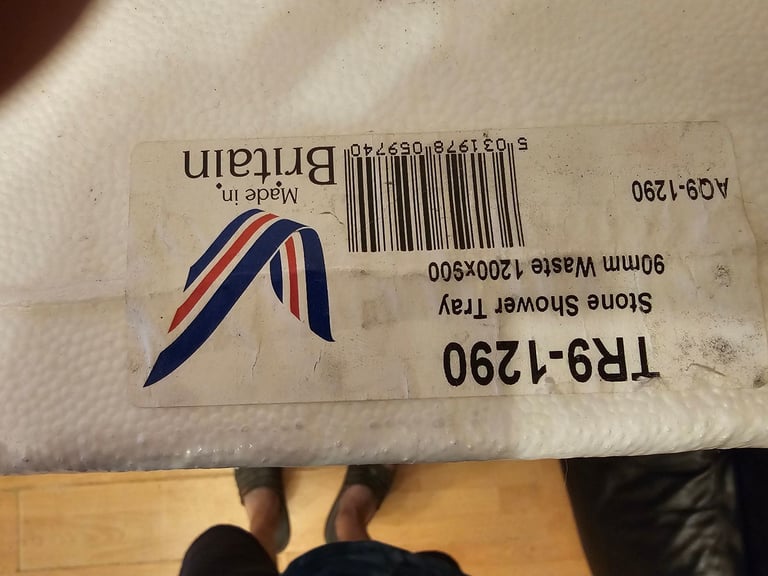 TR9-1290
Stone Shower Tray
90mm Waste 1200x900
AQ9-1290
5 031978 059740
Made in
Britain